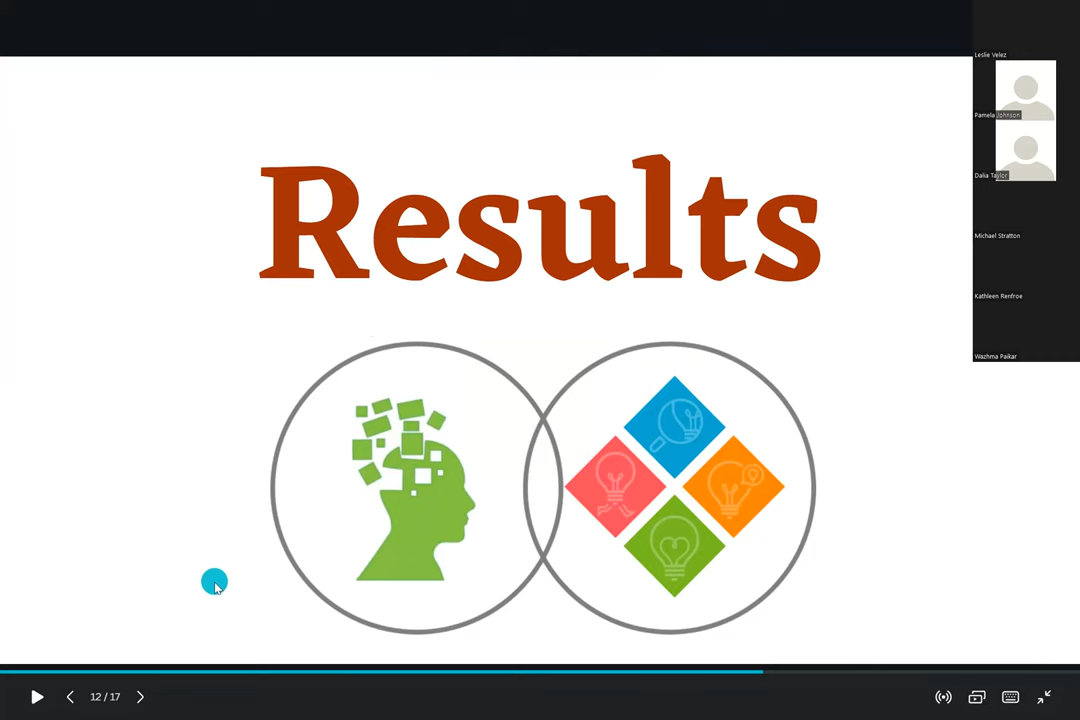 Results
Leslie Velez
Pamela Johnson
Dalia Taylor
Michael Stratton
Kathleen Renfroe
Wazhma Paikar
12 / 17